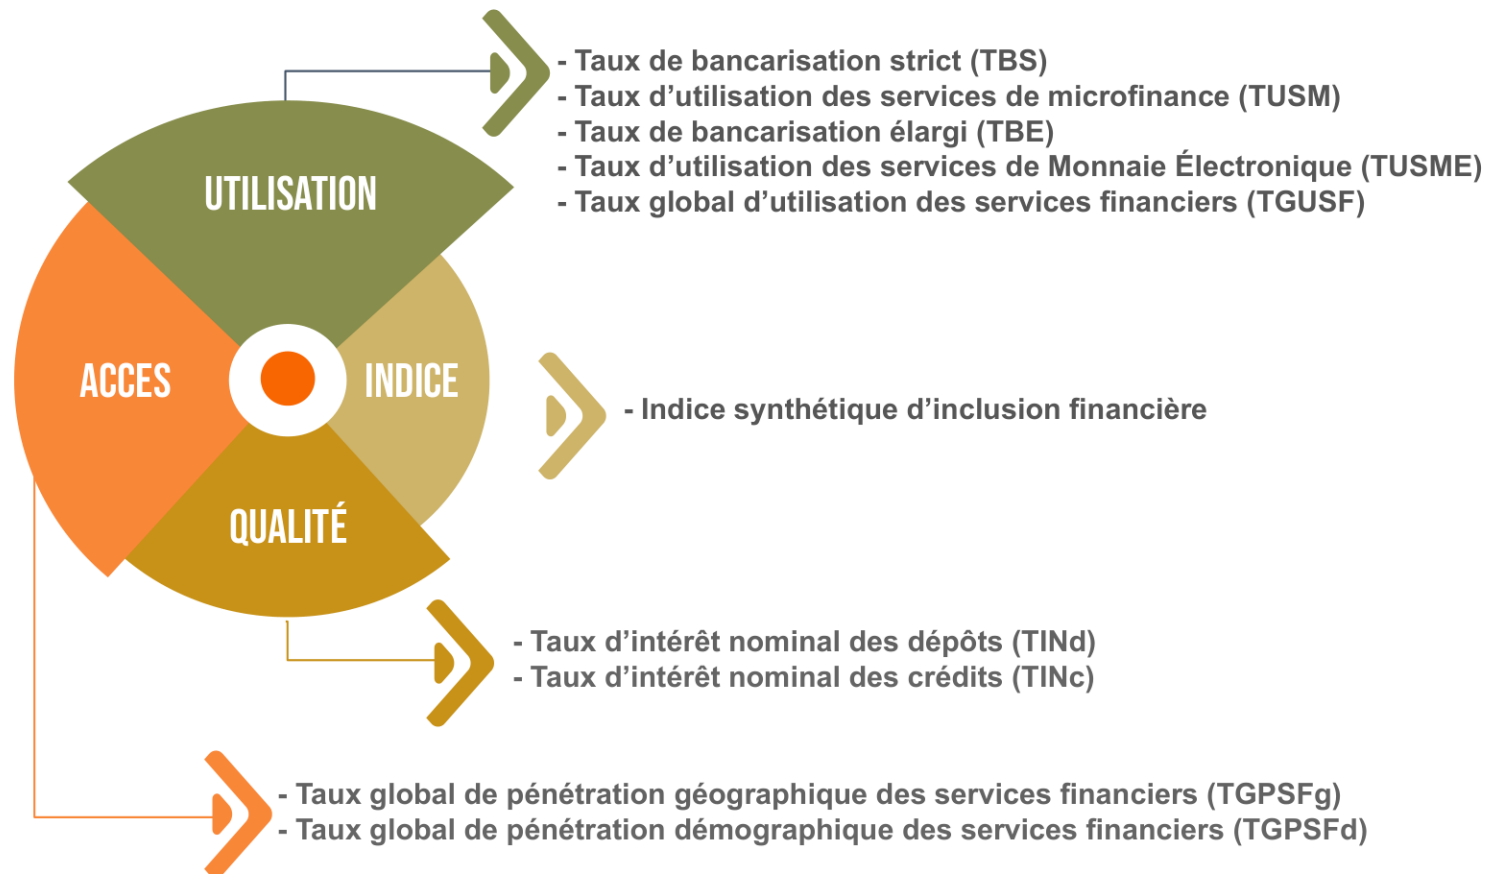 - Taux de bancarisation strict (TBS)
- Taux d’utilisation des services de microfinance (TUSM)
- Taux de bancarisation élargi (TBE)
- Taux d’utilisation des services de Monnaie Électronique (TUSME)
- Taux global d’utilisation des services financiers (TGUSF)
UTILISATION
ACCES
INDICE
- Indice synthétique d’inclusion financière
QUALITÉ
- Taux d’intérêt nominal des dépôts (TINd)
- Taux d’intérêt nominal des crédits (TINc)
- Taux global de pénétration géographique des services financiers (TGPSFg)
- Taux global de pénétration démographique des services financiers (TGPSFd)